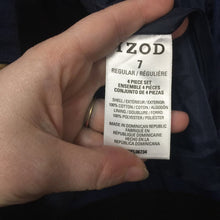 IZOD
7
REGULAR / RÉGULIÈRE
4 PIECE SET
ENSEMBLE 4 PIÈCES
CONJUNTO DE 4 PIEZAS
SHELL / EXTÉRIEUR / EXTERIOR
100% COTTON / COTON / ALGODÓN
LINING / DOUBLURE / FORRO
100% POLYESTER / POLIÉSTER
MADE IN DOMINICAN REPUBLIC
FABRIQUÉ EN
RÉPUBLIQUE DOMINICAINE
HECHO EN LA
REPÚBLICA DOMINICANA